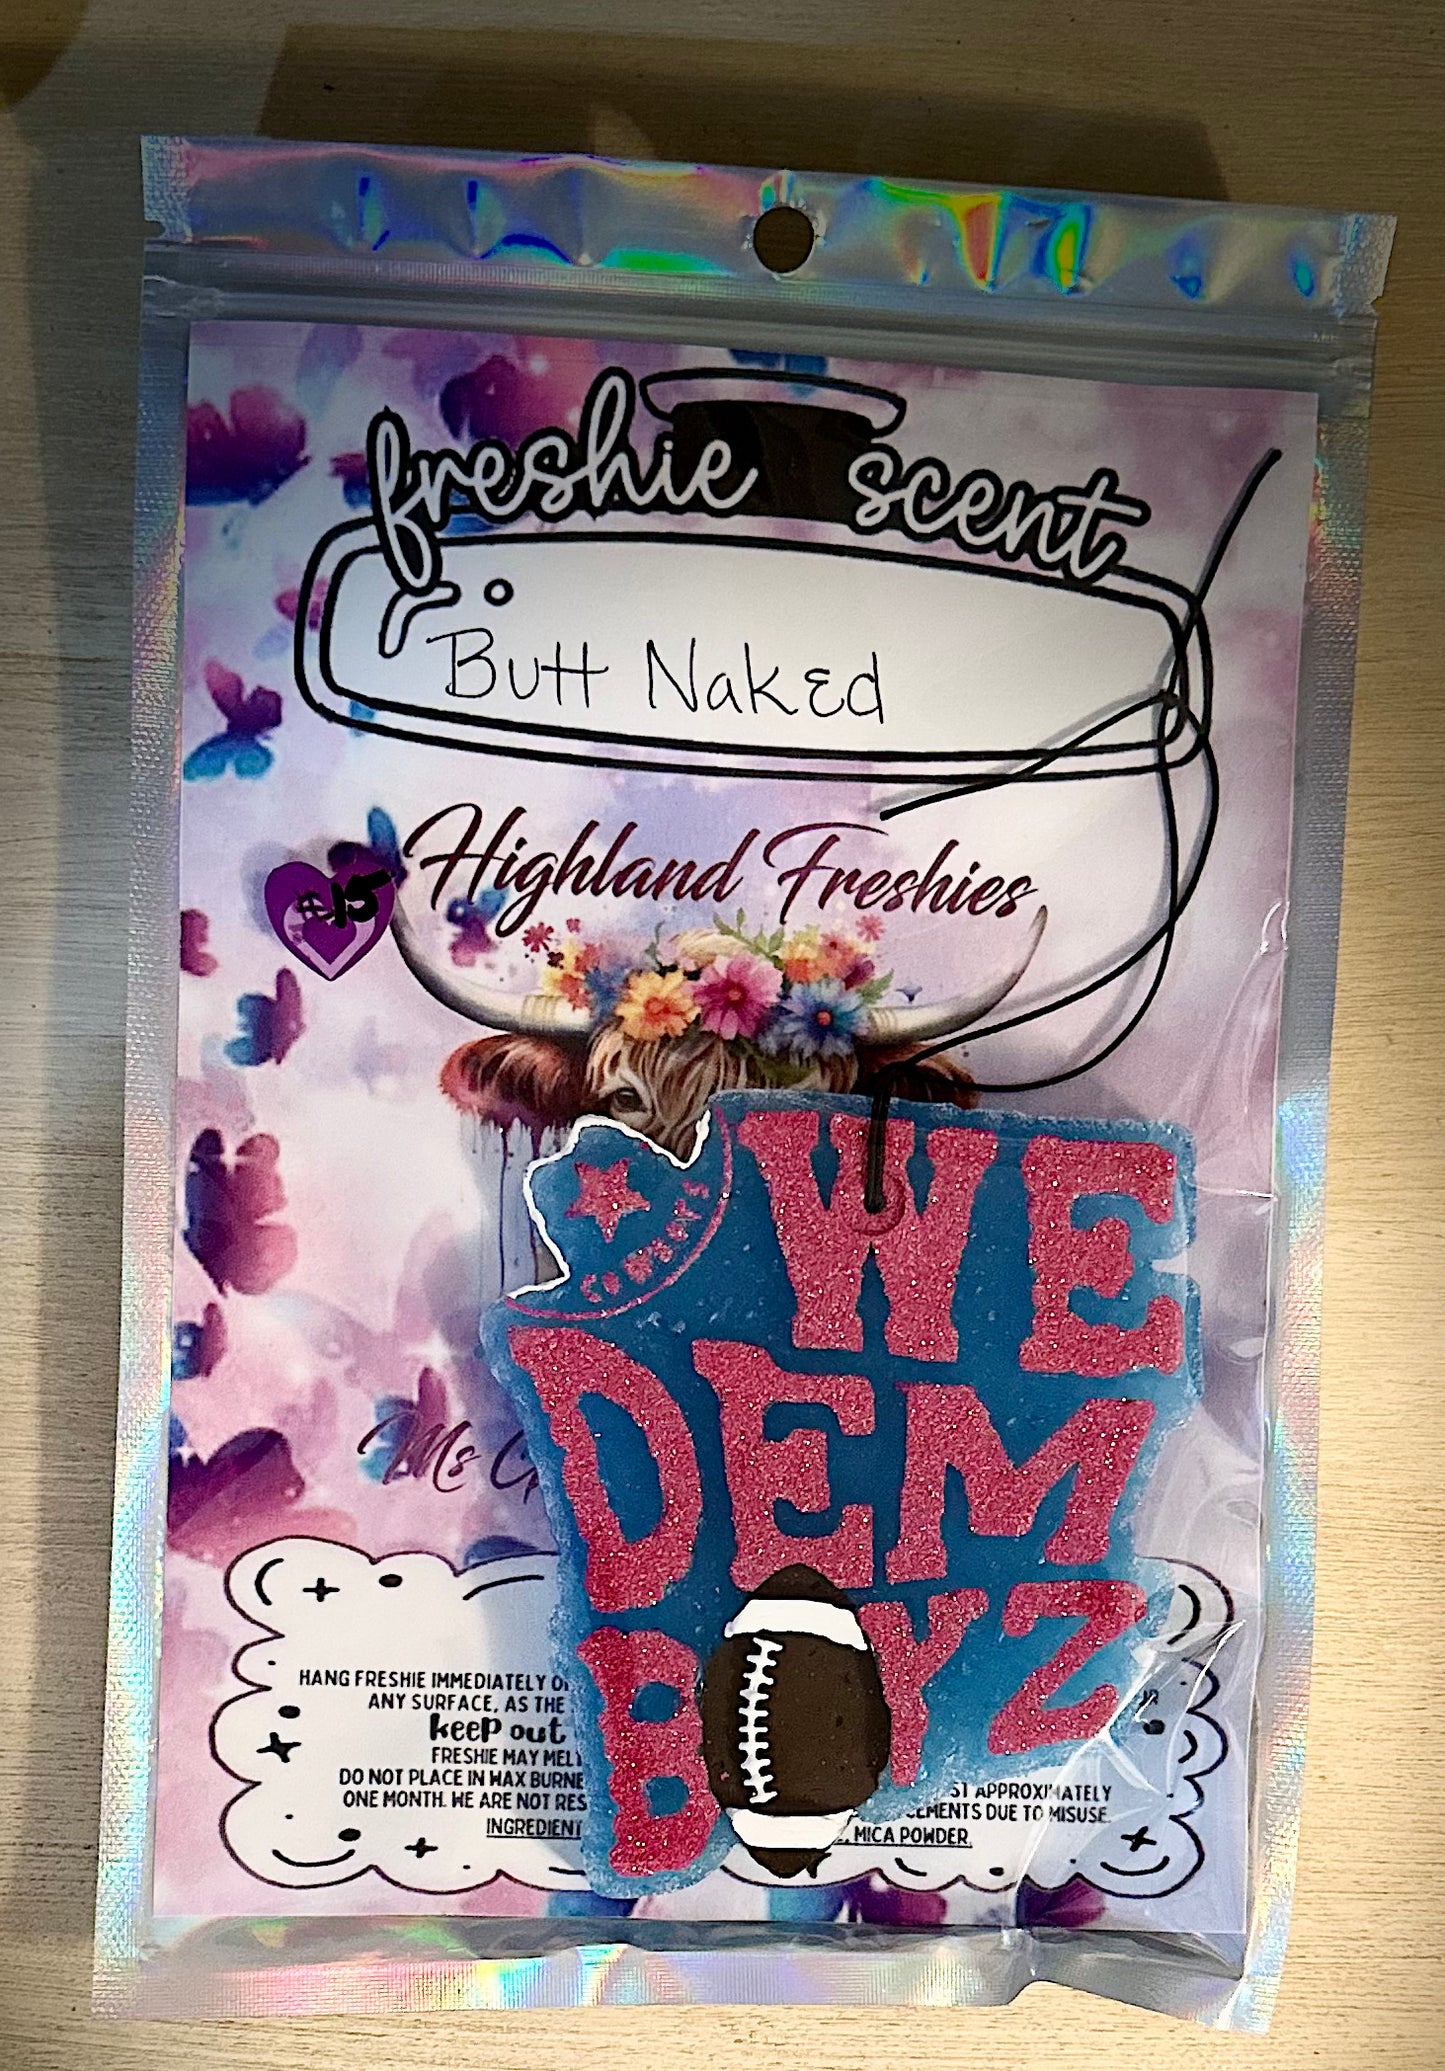 freshie scent
Butt Naked
Highland Freshies
$15
COWBOYS
WE
DEM
BOYZ
Ms
HANG FRESHIE IMMEDIATELY
ANY SURFACE, AS THE
keep out
FRESHIE MAY MELT
DO NOT PLACE IN WAX BURNE
APPROXIMATELY
ONE MONTH. WE ARE NOT RES
CEMENTS DUE TO MISUSE.
INGREDIENT
, MICA POWDER.